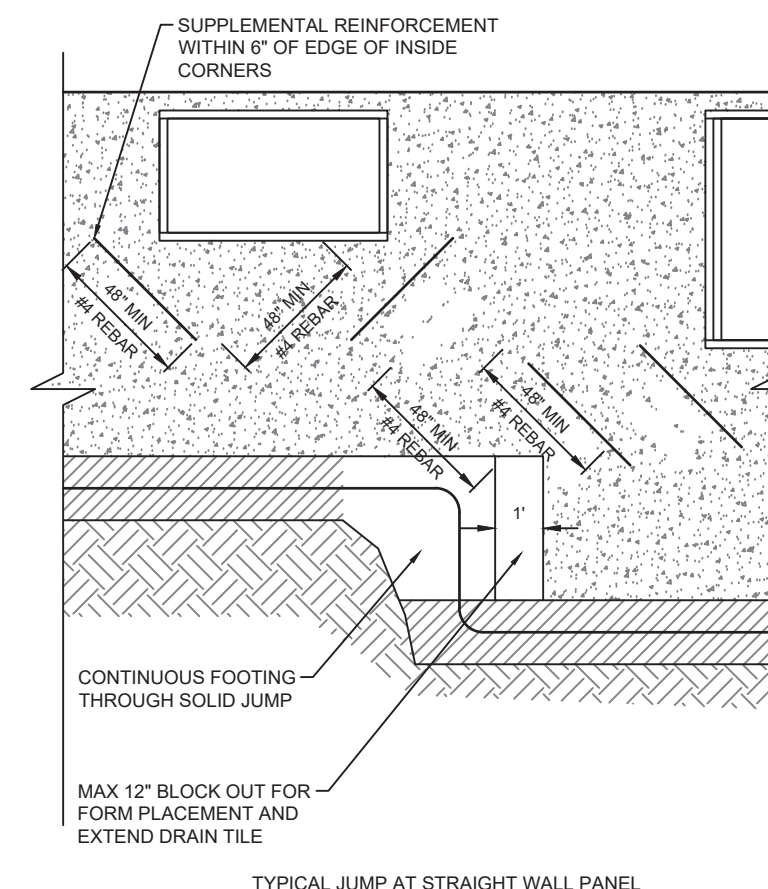 SUPPLEMENTAL REINFORCEMENT
WITHIN 6" OF EDGE OF INSIDE
CORNERS
48" MIN
#4 REBAR
48" MIN
#4 REBAR
48" MIN
#4 REBAR
48" MIN
#4 REBAR
1'
CONTINUOUS FOOTING
THROUGH SOLID JUMP
MAX 12" BLOCK OUT FOR
FORM PLACEMENT AND
EXTEND DRAIN TILE
TYPICAL JUMP AT STRAIGHT WALL PANEL